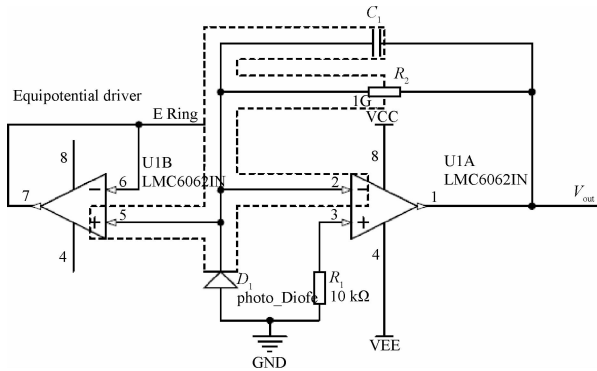 C1
R2
1G
VCC
Equipotential driver
E Ring
8
U1B
LMC6062IN
6
7
5
4
8
U1A
LMC6062IN
2
3
1
Vout
4
D1
photo_Diofe
R1
10 kΩ
GND
VEE